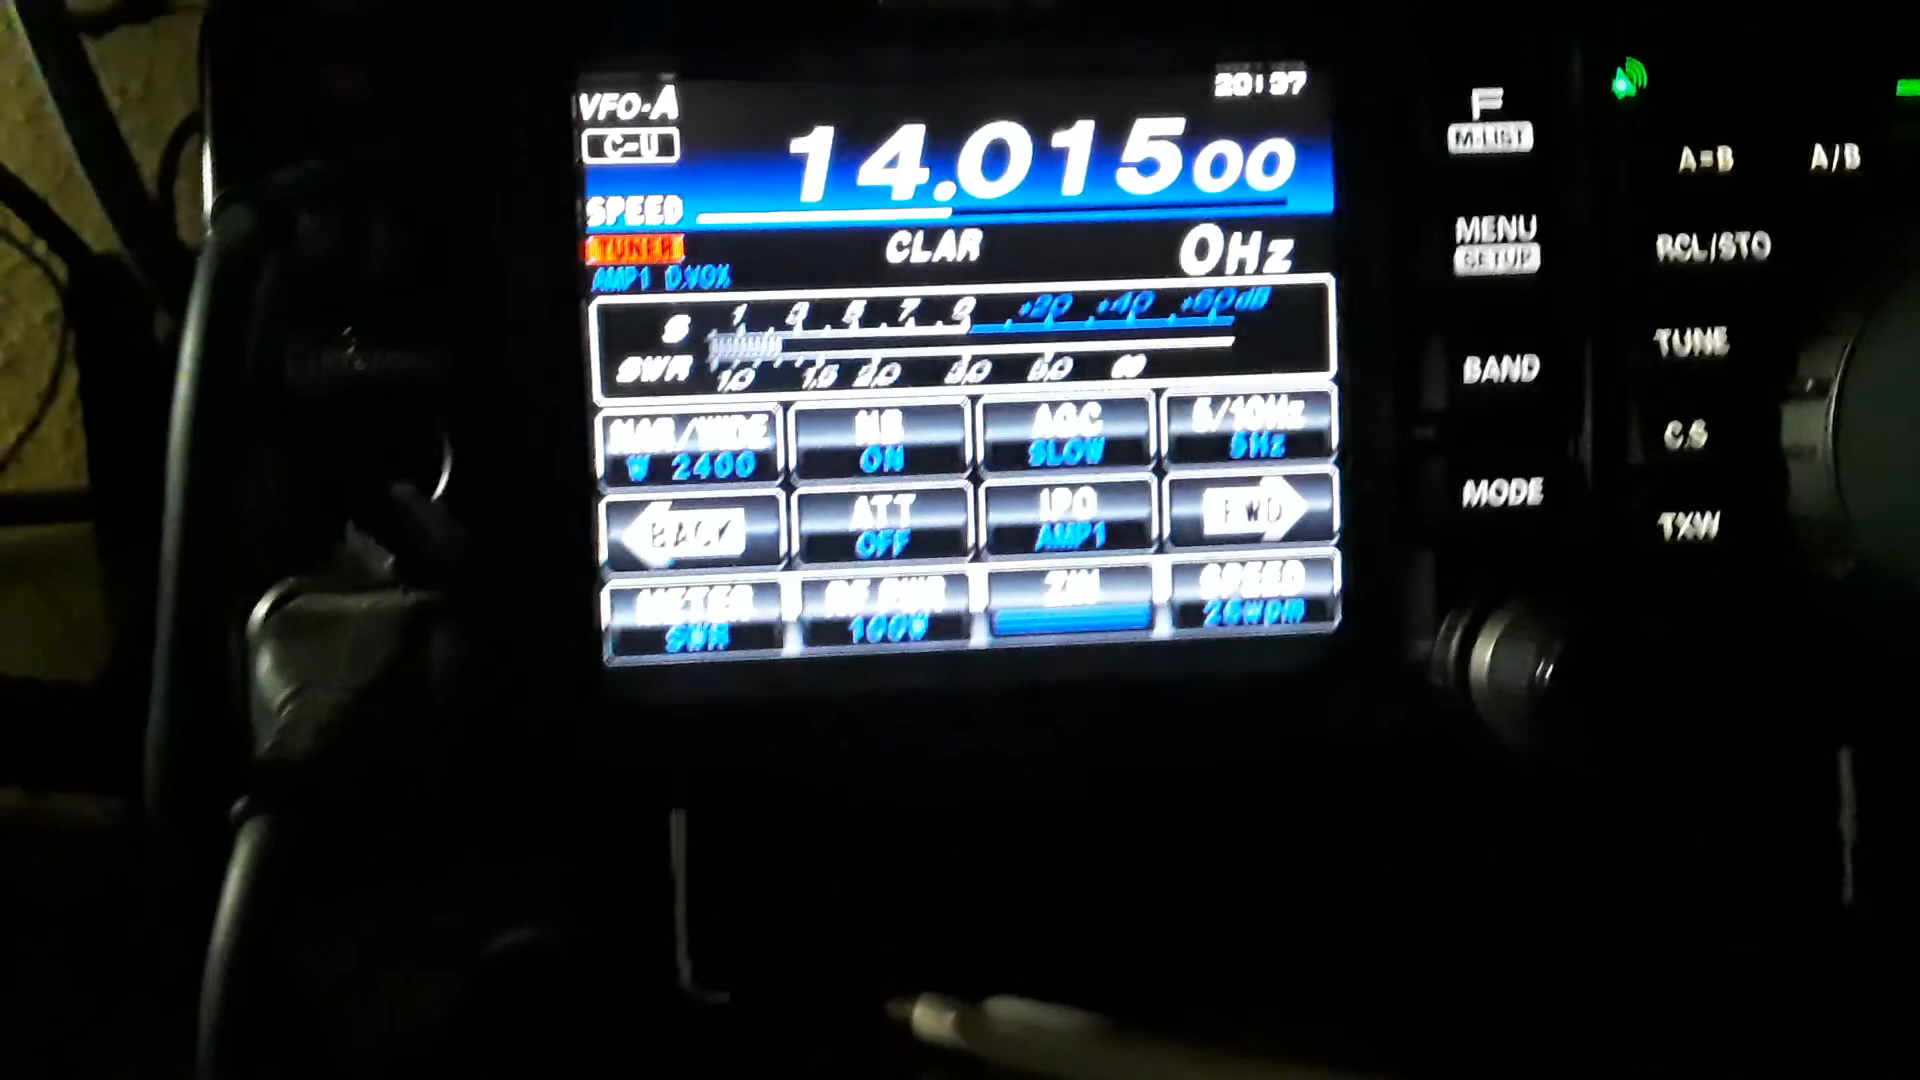 VFO-A
20:37
C-U
14.01500
SPEED
TUNER
CLAR
0Hz
AMP1 D.VOX
1 3 5 7 9 +20 +40 +60dB
S
SWR
1.0 1.5 2.0 3.0 5.0 ∞
NAR/WIDE NB AGC 5/10Hz
W 2400 ON SLOW 5Hz
BACK ATT IPO FWD
OFF AMP1
METER RF PWR ZIN SPEED
SWR 100W
F
M-LIST
MENU
SETUP
BAND
MODE
A=B A/B
RCL/STO
TUNE
C.S
TXW